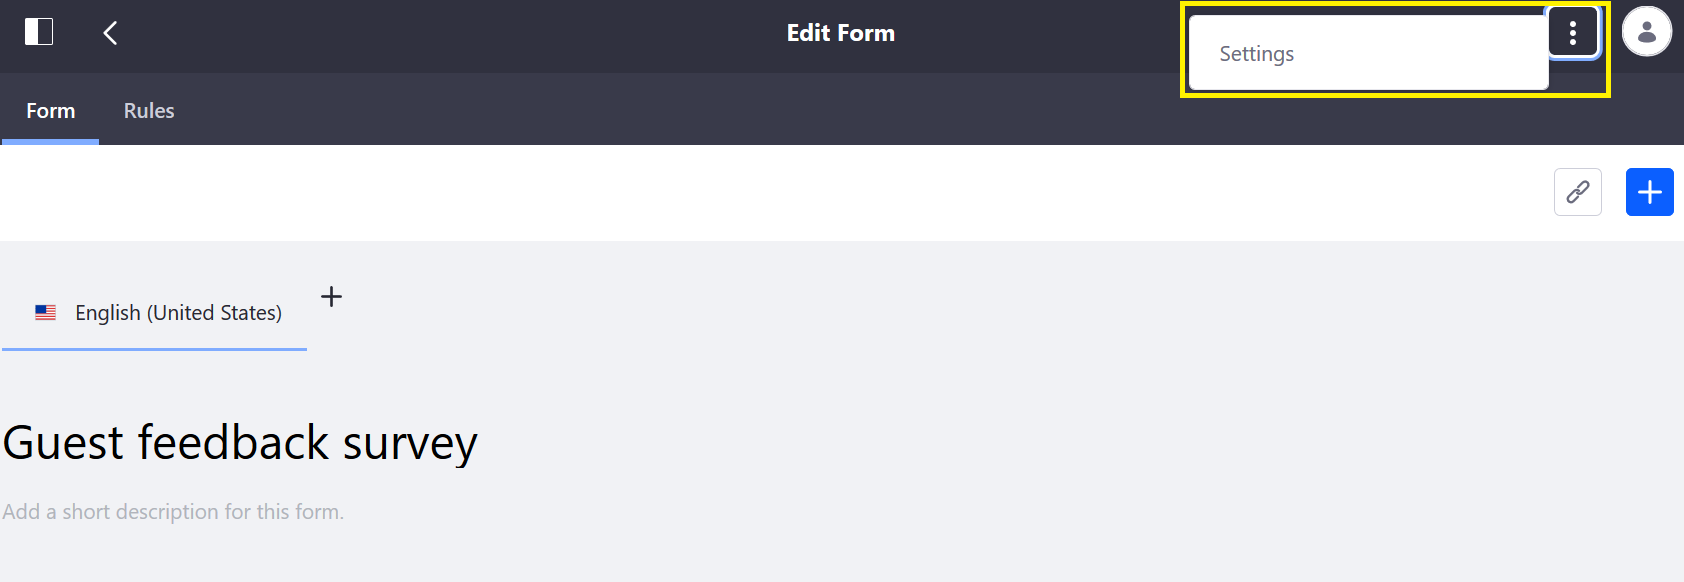 Edit Form
Settings
Form
Rules
English (United States)
Guest feedback survey
Add a short description for this form.